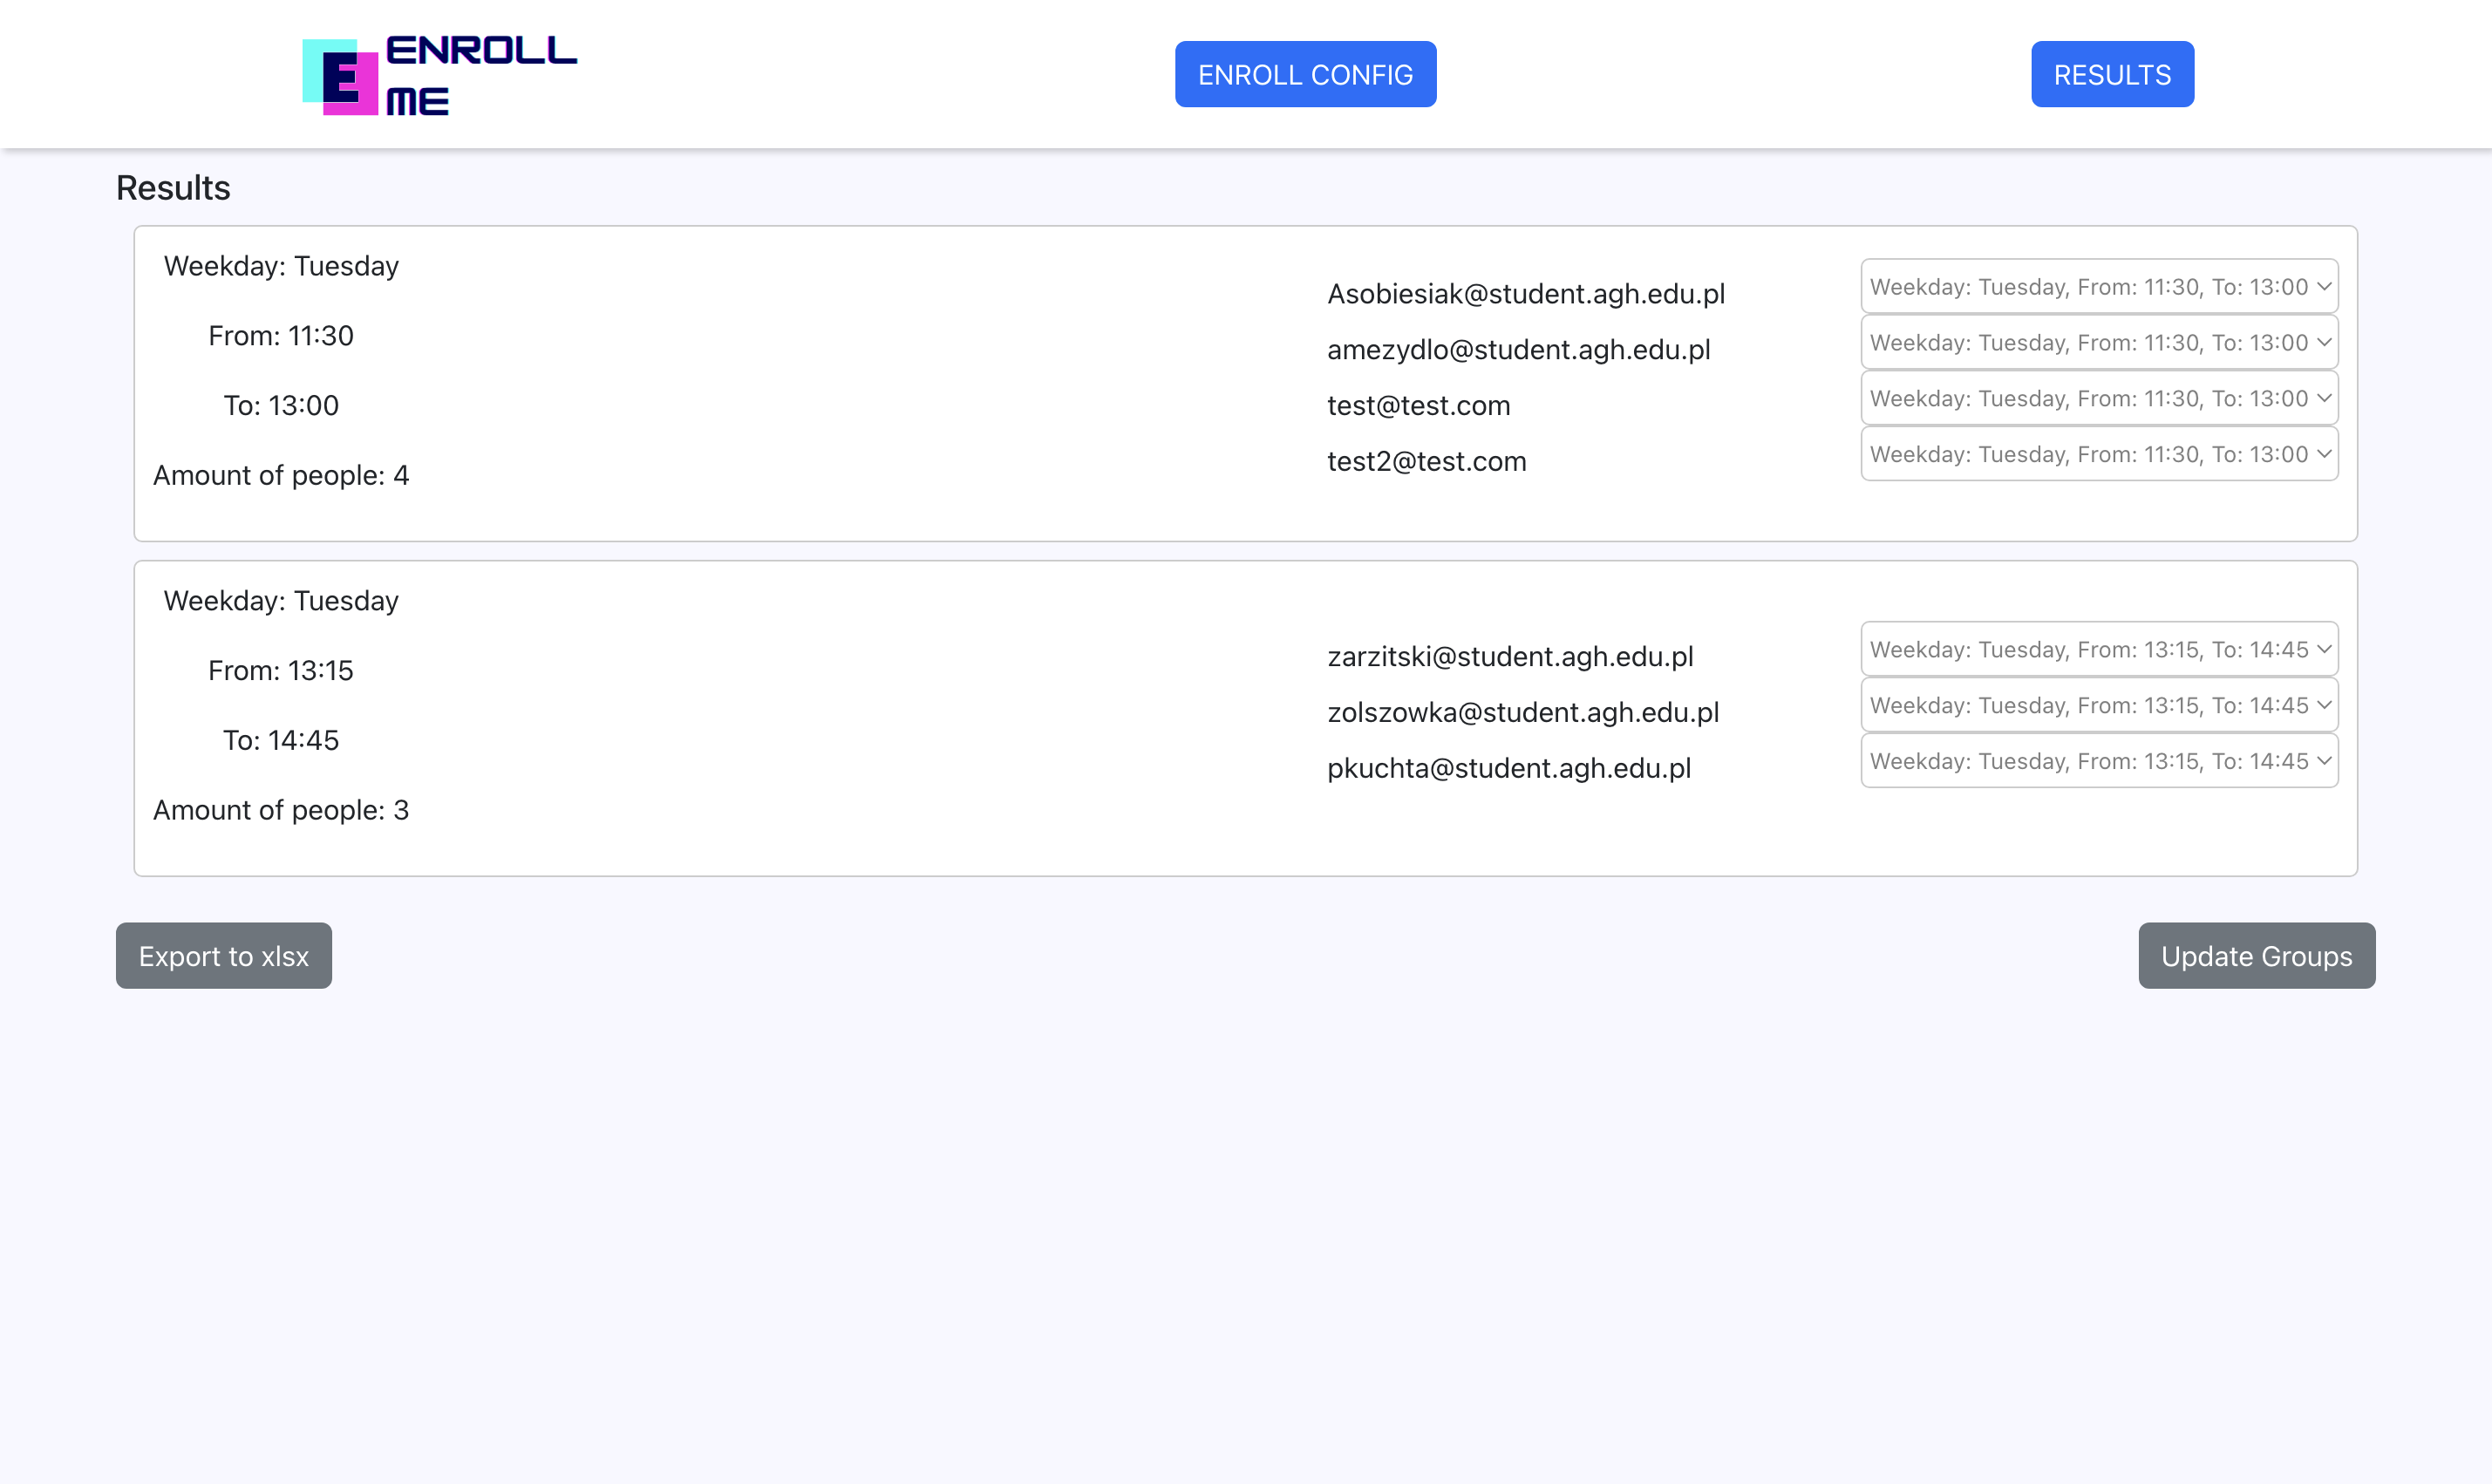 ENROLL
ME
ENROLL CONFIG
RESULTS
Results
Weekday: Tuesday
From: 11:30
To: 13:00
Amount of people: 4
Asobiesiak@student.agh.edu.pl
Weekday: Tuesday, From: 11:30, To: 13:00
amezydlo@student.agh.edu.pl
Weekday: Tuesday, From: 11:30, To: 13:00
test@test.com
Weekday: Tuesday, From: 11:30, To: 13:00
test2@test.com
Weekday: Tuesday, From: 11:30, To: 13:00
Weekday: Tuesday
From: 13:15
To: 14:45
Amount of people: 3
zarzitski@student.agh.edu.pl
Weekday: Tuesday, From: 13:15, To: 14:45
zolszowka@student.agh.edu.pl
Weekday: Tuesday, From: 13:15, To: 14:45
pkuchta@student.agh.edu.pl
Weekday: Tuesday, From: 13:15, To: 14:45
Export to xlsx
Update Groups